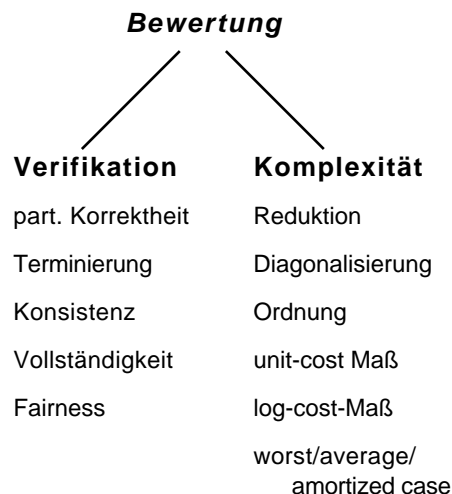 Bewertung
Verifikation
part. Korrektheit
Terminierung
Konsistenz
Vollständigkeit
Fairness
Komplexität
Reduktion
Diagonalisierung
Ordnung
unit-cost Maß
log-cost-Maß
worst/average/
amortized case